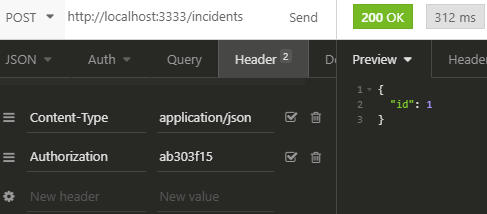 POST http://localhost:3333/incidents Send 200 OK 312 ms
JSON Auth Query Header 2 Preview Header
Content-Type application/json
Authorization ab303f15
New header New value
1 {
2 "id": 1
3 }